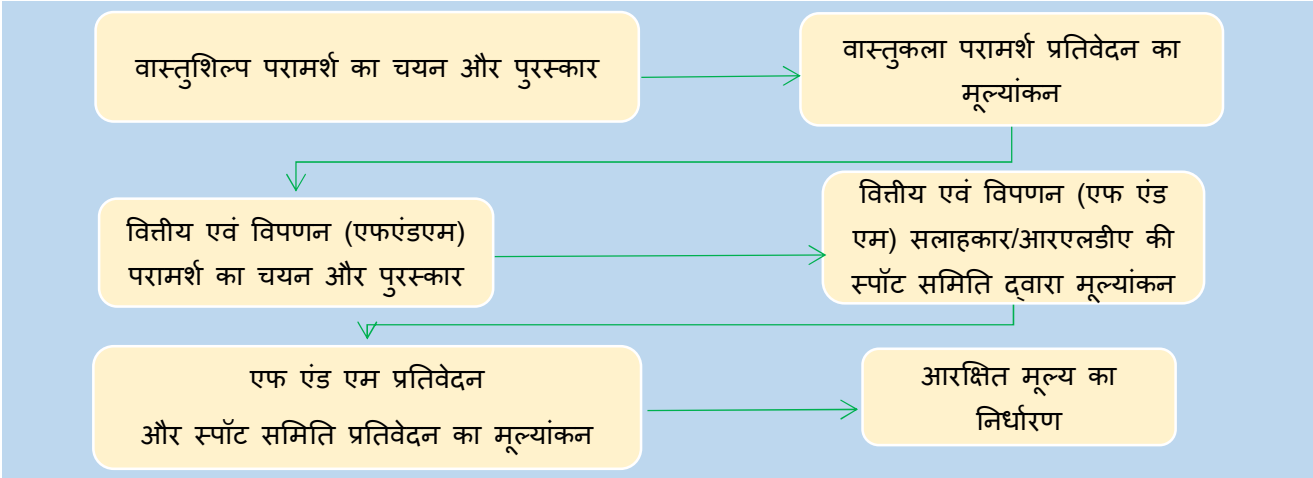 वास्तुशिल्प परामर्श का चयन और पुरस्कार
वास्तुकला परामर्श प्रतिवेदन का
मूल्यांकन
वित्तीय एवं विपणन (एफएंडएम)
परामर्श का चयन और पुरस्कार
वित्तीय एवं विपणन (एफ एंड
एम) सलाहकार/आरएलडीए की
स्पॉट समिति द्वारा मूल्यांकन
एफ एंड एम प्रतिवेदन
और स्पॉट समिति प्रतिवेदन का मूल्यांकन
आरक्षित मूल्य का
निर्धारण